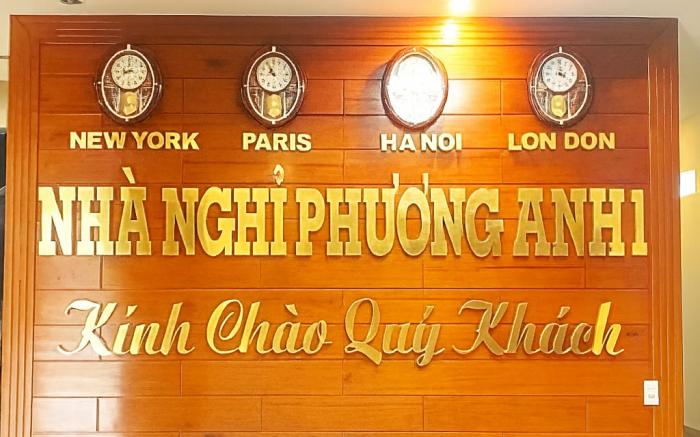 NEW YORK PARIS HA NOI LON DON
NHÀ NGHỈ PHƯƠNG ANH 1
Kính Chào Quý Khách